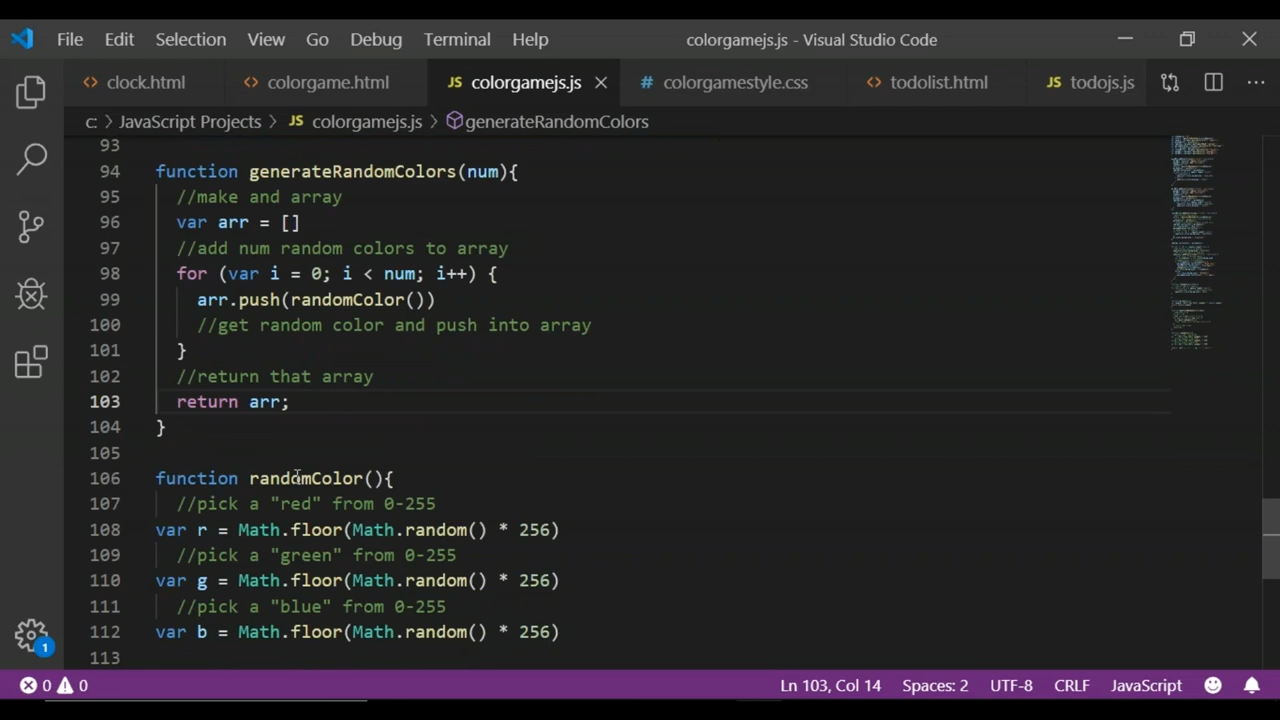 File Edit Selection View Go Debug Terminal Help colorgamejs.js - Visual Studio Code
clock.html colorgame.html JS colorgamejs.js # colorgamestyle.css todolist.html JS todojs.js
c: > JavaScript Projects > JS colorgamejs.js > generateRandomColors
93
94 function generateRandomColors(num){
95 //make and array
96 var arr = []
97 //add num random colors to array
98 for (var i = 0; i < num; i++) {
99 arr.push(randomColor())
100 //get random color and push into array
101 }
102 //return that array
103 return arr;
104 }
105
106 function randomColor(){
107 //pick a "red" from 0-255
108 var r = Math.floor(Math.random() * 256)
109 //pick a "green" from 0-255
110 var g = Math.floor(Math.random() * 256)
111 //pick a "blue" from 0-255
112 var b = Math.floor(Math.random() * 256)
113
1
0 0 Ln 103, Col 14 Spaces: 2 UTF-8 CRLF JavaScript